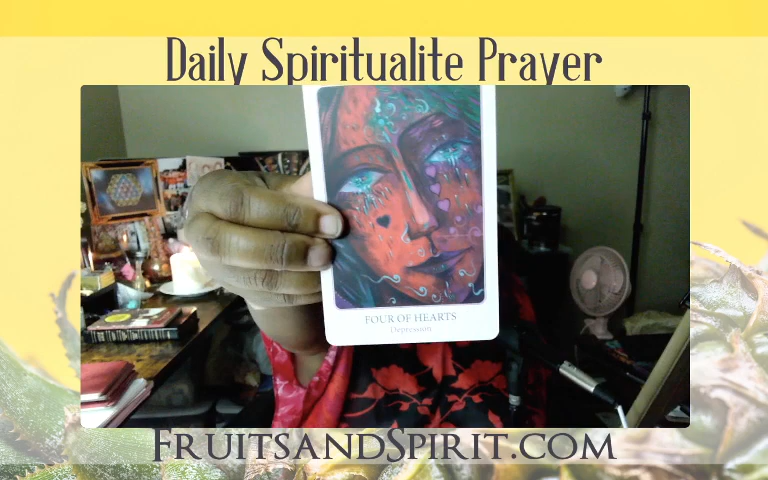 Daily Spiritualite Prayer
FOUR OF HEARTS
Depression
FRUITSANDSPIRIT.COM